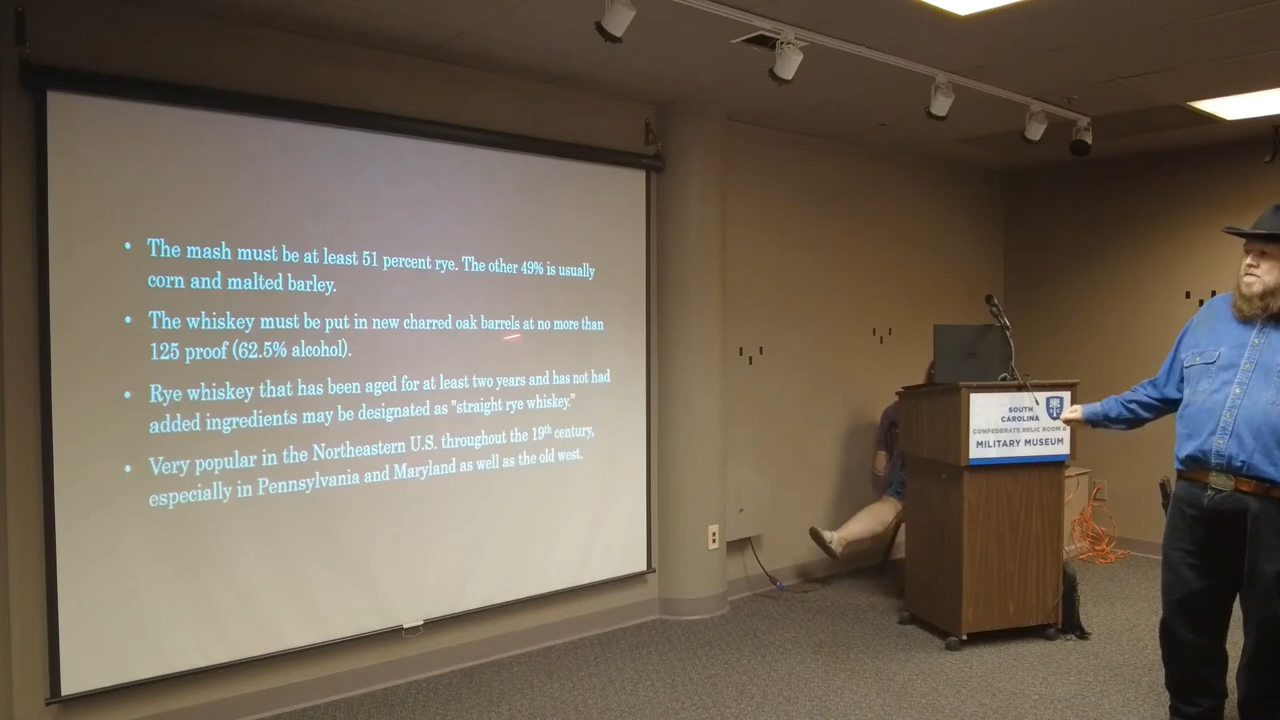 • The mash must be at least 51 percent rye. The other 49% is usually
corn and malted barley.
• The whiskey must be put in new charred oak barrels at no more than
125 proof (62.5% alcohol).
• Rye whiskey that has been aged for at least two years and has not had
added ingredients may be designated as "straight rye whiskey."
• Very popular in the Northeastern U.S. throughout the 19th century,
especially in Pennsylvania and Maryland as well as the old west.
SOUTH
CAROLINA
CONFEDERATE RELIC ROOM &
MILITARY MUSEUM